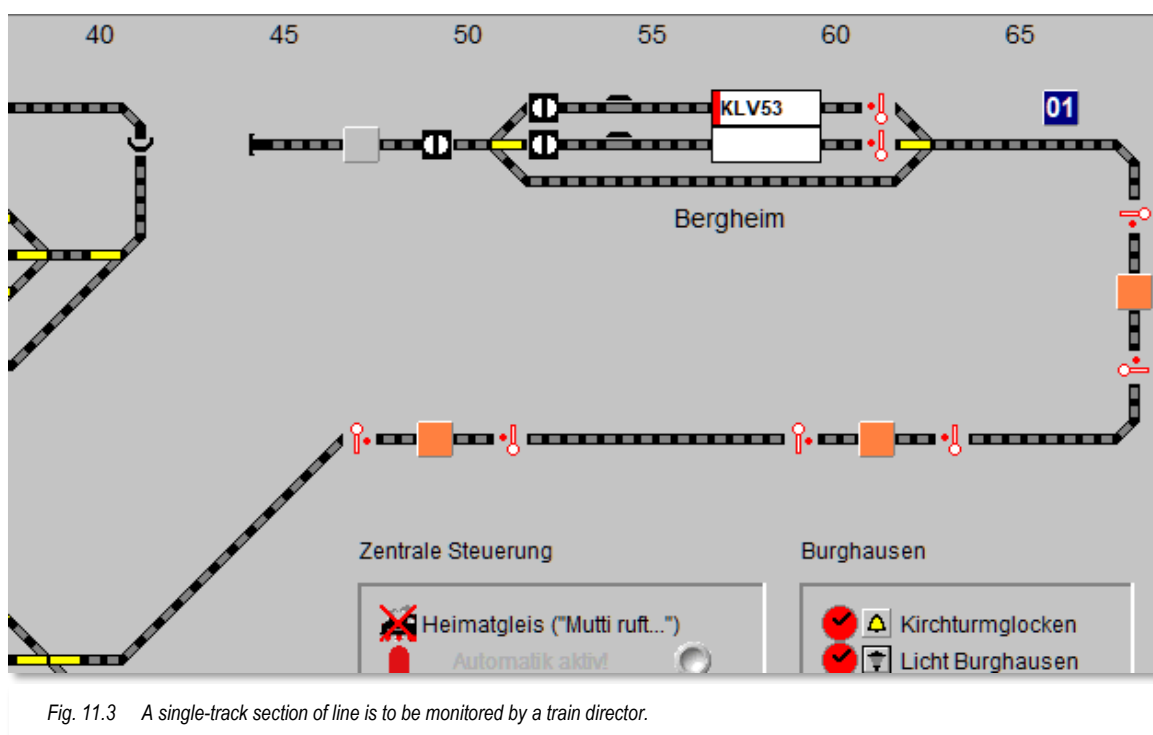 40 45 50 55 60 65
KLV53
01
Bergheim
Zentrale Steuerung
Burghausen
Heimatgleis ("Mutti ruft...")
Automatik aktiv!
Kirchturmglocken
Licht Burghausen
Fig. 11.3 A single-track section of line is to be monitored by a train director.